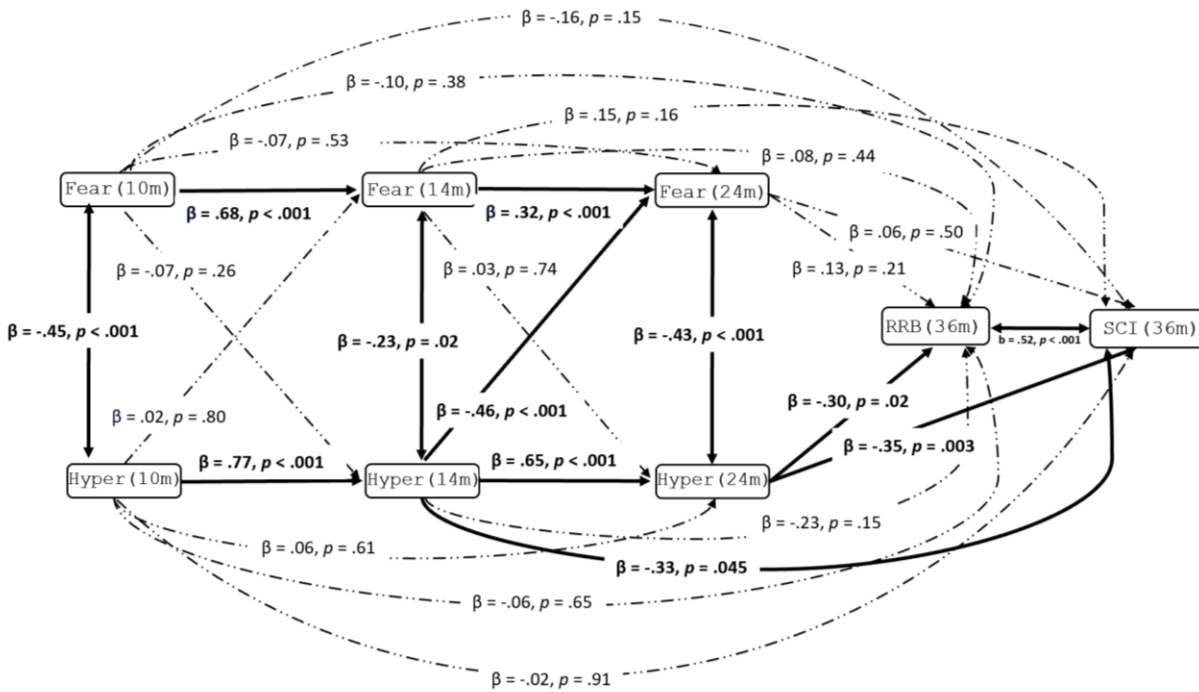 β = -.16, p = .15
β = -.10, p = .38
β = .15, p = .16
β = -.07, p = .53
β = .08, p = .44
Fear(10m)
Fear(14m)
Fear(24m)
β = .68, p < .001
β = .32, p < .001
β = .06, p = .50
β = -.07, p = .26
β = .03, p = .74
β = .13, p = .21
β = -.45, p < .001
β = -.23, p = .02
β = -.43, p < .001
RRB(36m)
b = .52, p < .001
SCI(36m)
β = .02, p = .80
β = -.46, p < .001
β = -.30, p = .02
β = -.35, p = .003
β = .77, p < .001
β = .65, p < .001
Hyper(10m)
Hyper(14m)
Hyper(24m)
β = -.23, p = .15
β = .06, p = .61
β = -.33, p = .045
β = -.06, p = .65
β = -.02, p = .91